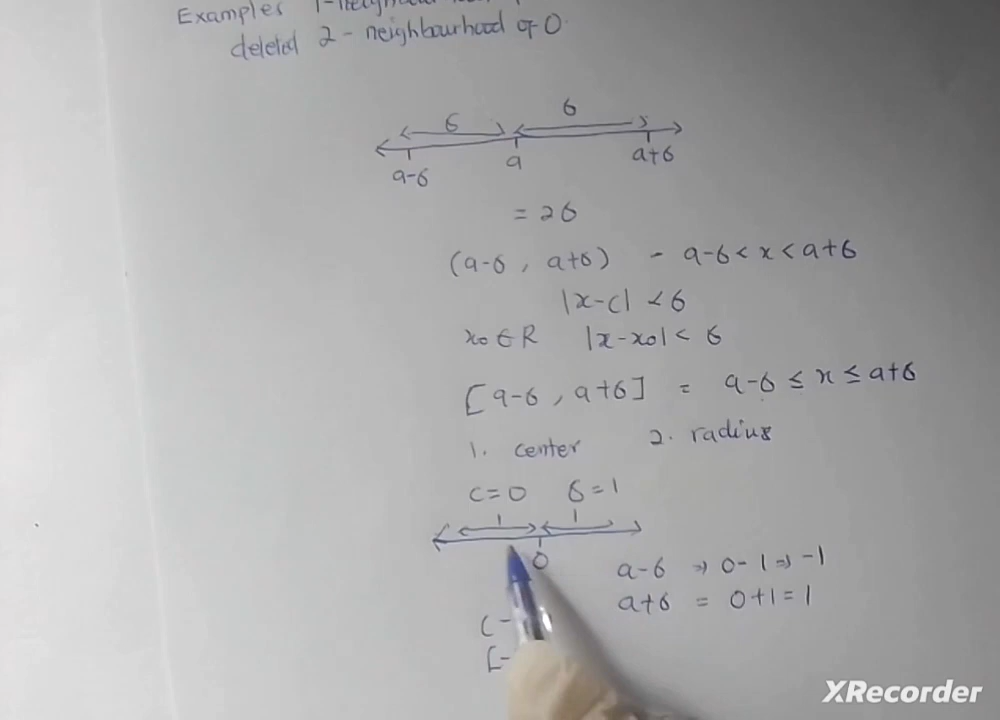 Examples 1-neighbourhood
deleted 2 - neighbourhood of 0
6 6
a-6 a a+6
= 26
(a-6, a+6) - a-6 < x < a+6
|x-c| < 6
x0 ∈ R |x-x0| < 6
[a-6, a+6] = a-6 ≤ x ≤ a+6
1. center 2. radius
c=0 6=1
1 1
0
a-6 => 0-1 => -1
a+6 = 0+1=1
(-
[-
XRecorder